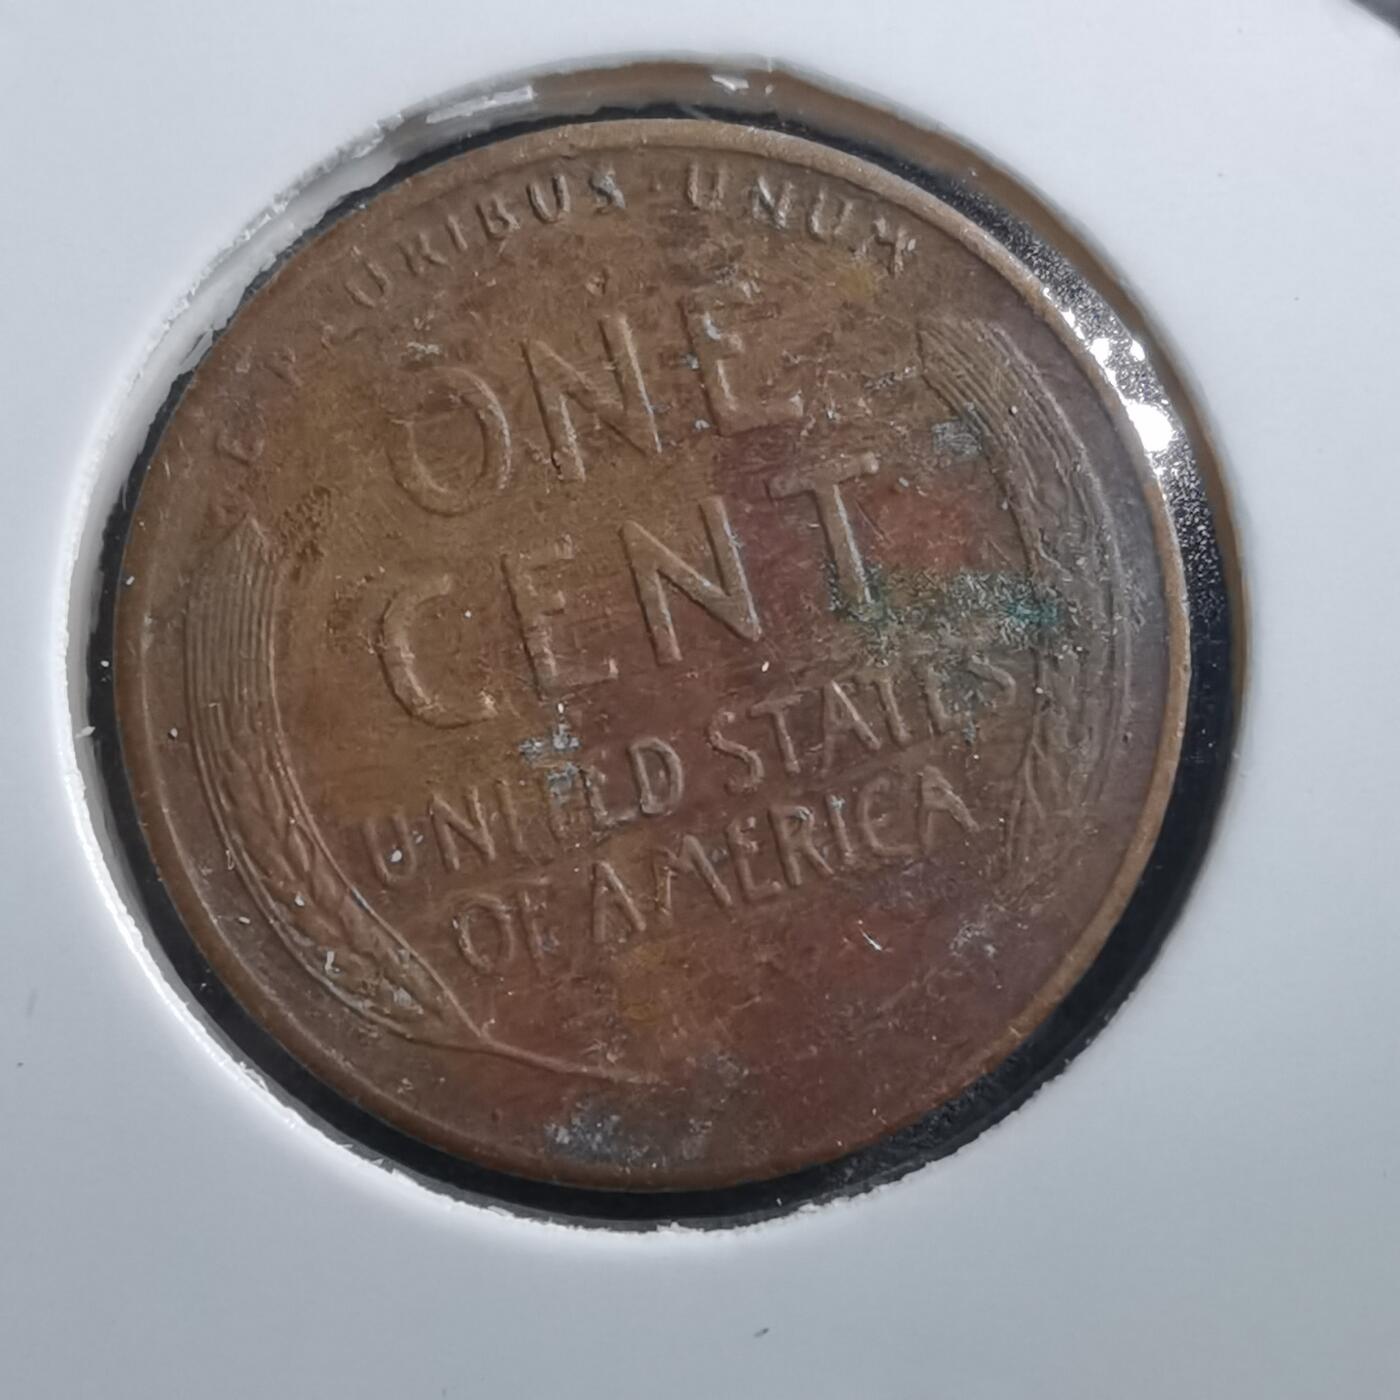 E PLURIBUS · UNUM
ONE
CENT
UNITED STATES
OF AMERICA